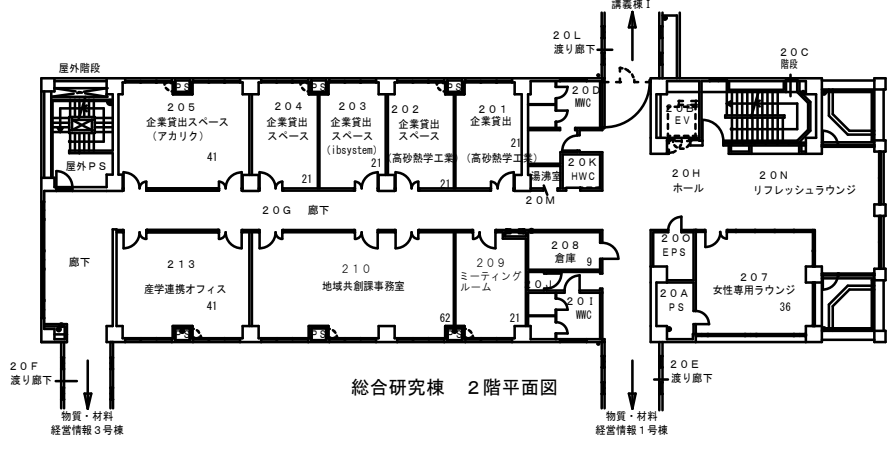 講義棟Ⅰ
20L
渡り廊下
20C
階段
屋外階段
PS
PS
PS
205
企業貸出スペース
(アカリク)
41
204
企業貸出
スペース
21
203
企業貸出
スペース
(ibsystem)
21
202
企業貸出
スペース
(高砂熱学工業)
21
201
企業貸出
21
(高砂熱学工業)
20D
MWC
20B
EV
屋外PS
湯沸室
20K
HWC
20M
20H
ホール
20N
リフレッシュラウンジ
20G 廊下
廊下
213
産学連携オフィス
41
210
地域共創課事務室
62
209
ミーティング
ルーム
21
208
倉庫
9
20J
20I
WWC
20O
EPS
20A
PS
207
女性専用ラウンジ
36
PS
PS
PS
20F
渡り廊下
20E
渡り廊下
総合研究棟 2階平面図
物質・材料
経営情報3号棟
物質・材料
経営情報1号棟